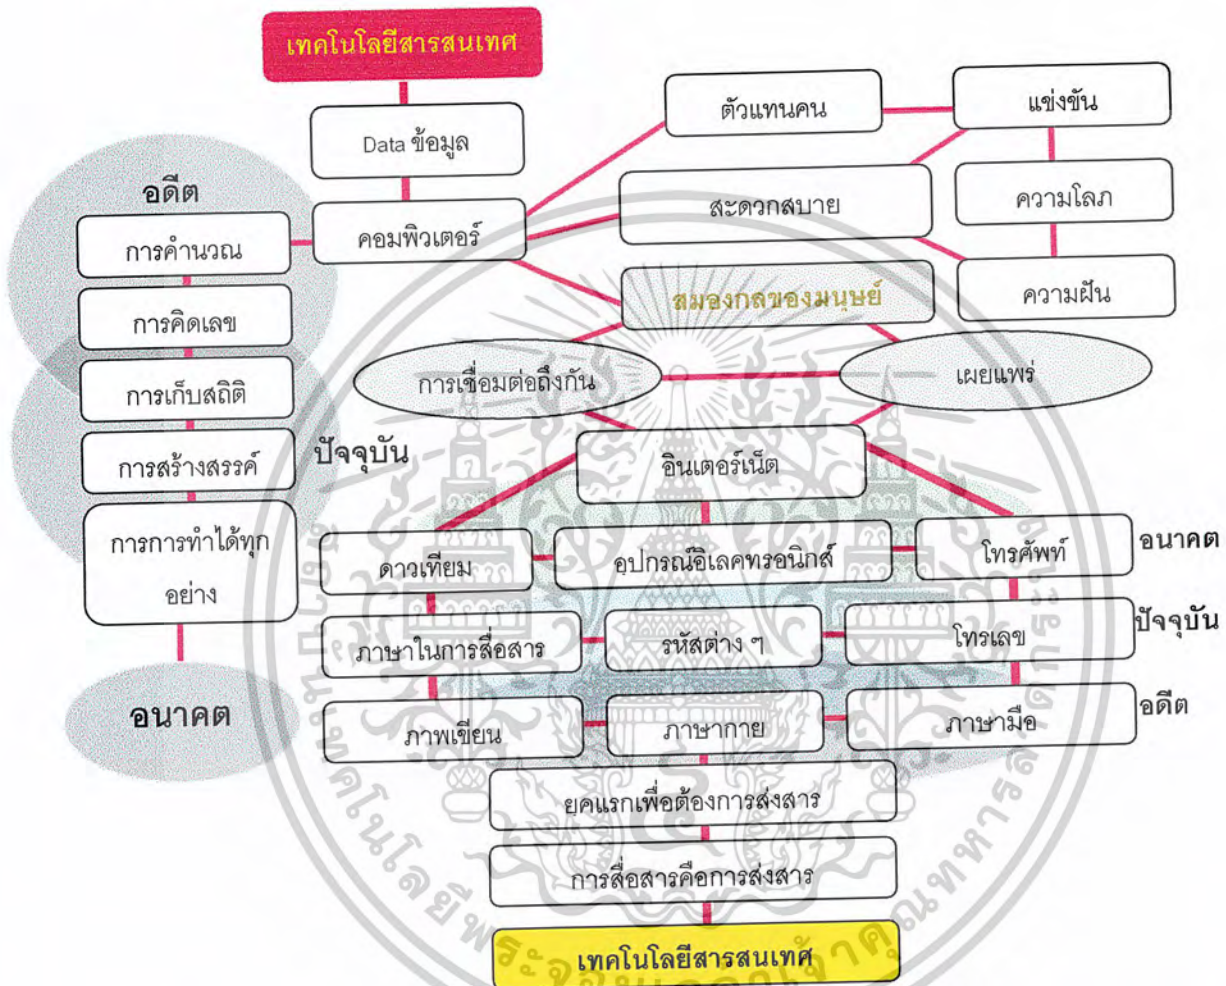 เทคโนโลยีสารสนเทศ
Data ข้อมูล
ตัวแทนคน
แข่งขัน
อดีต
การคำนวณ
คอมพิวเตอร์
สะดวกสบาย
ความโลภ
การคิดเลข
สมองกลของมนุษย์
ความฝัน
การเก็บสถิติ
การเชื่อมต่อถึงกัน
เผยแพร่
การสร้างสรรค์
ปัจจุบัน
อินเตอร์เน็ต
การการทำได้ทุก
อย่าง
ดาวเทียม
อุปกรณ์อิเลคทรอนิกส์
โทรศัพท์
อนาคต
ภาษาในการสื่อสาร
รหัสต่าง ๆ
โทรเลข
ปัจจุบัน
อนาคต
ภาพเขียน
ภาษากาย
ภาษามือ
อดีต
ยุคแรกเพื่อต้องการส่งสาร
การสื่อสารคือการส่งสาร
เทคโนโลยีสารสนเทศ